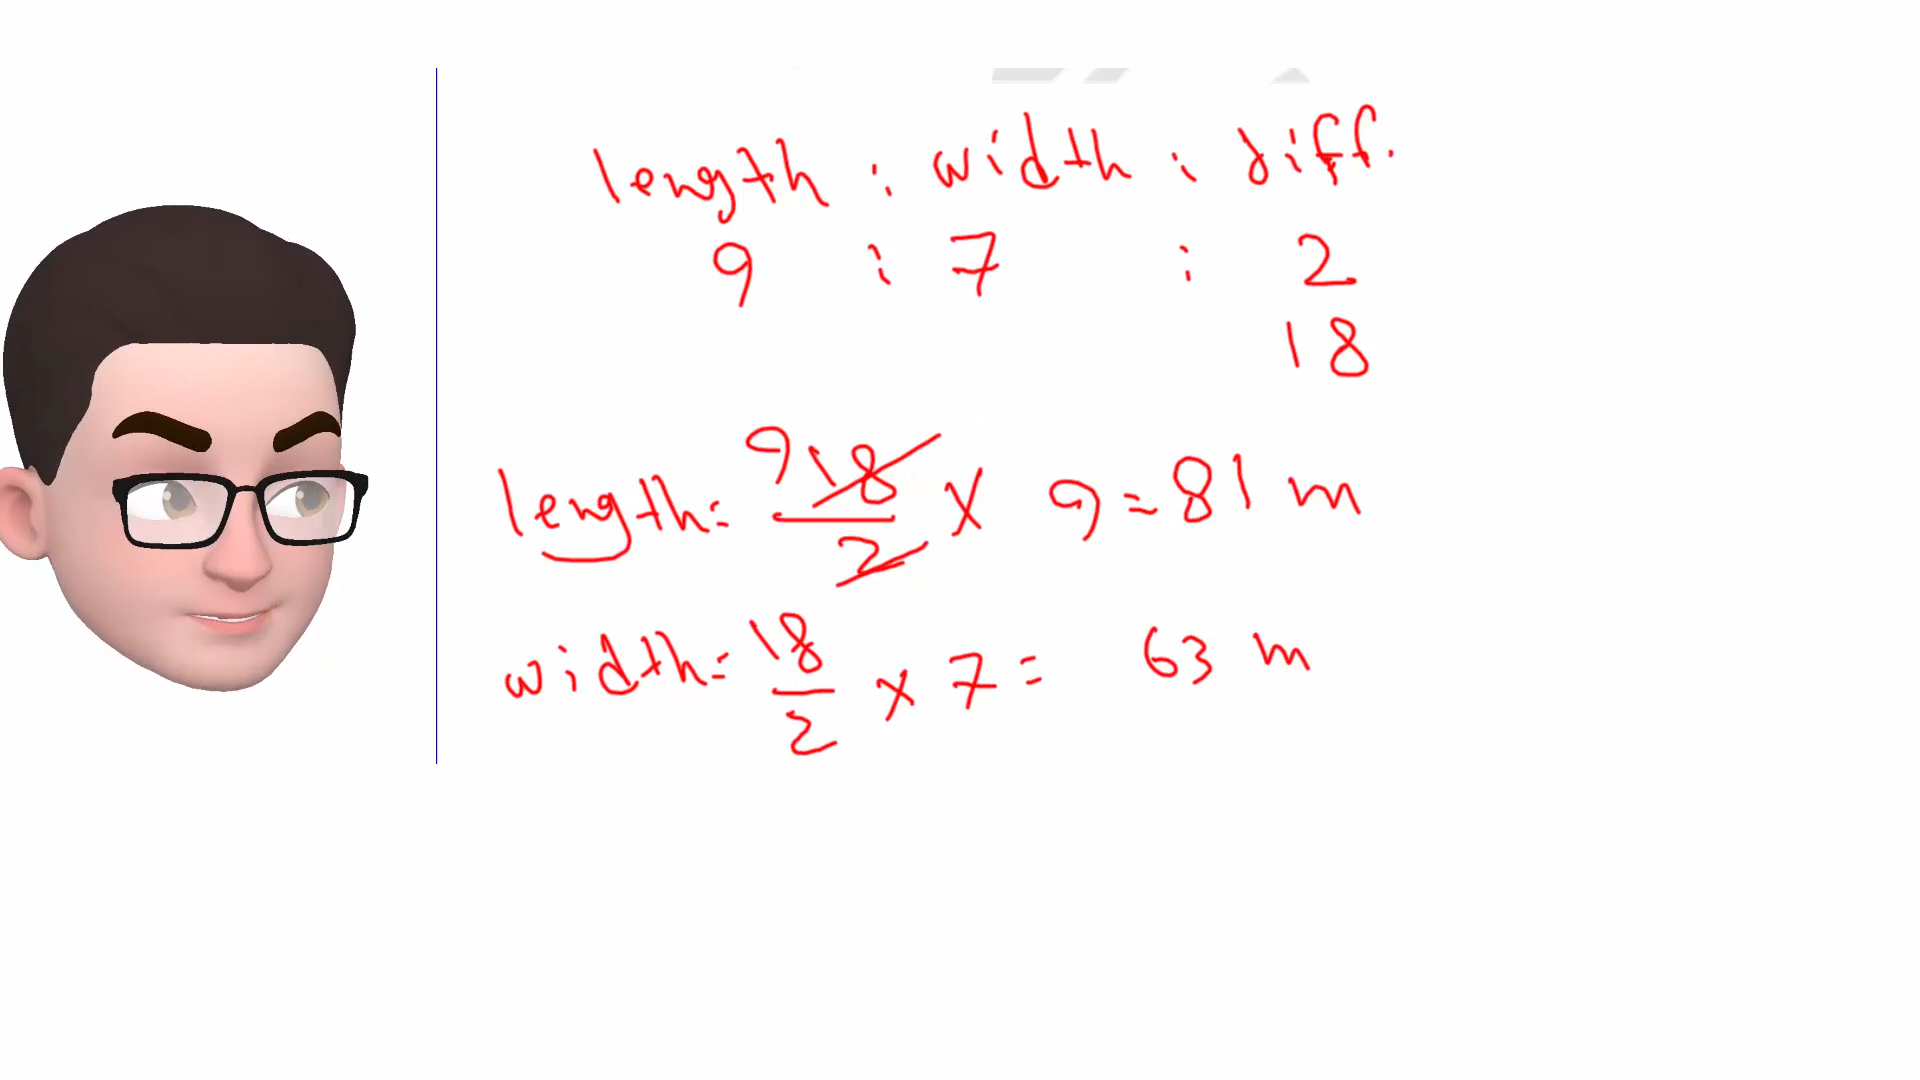 length : width : diff.
9 : 7 : 2
18
length = 9 18/2 x 9 = 81 m
width = 18/2 x 7 = 63 m